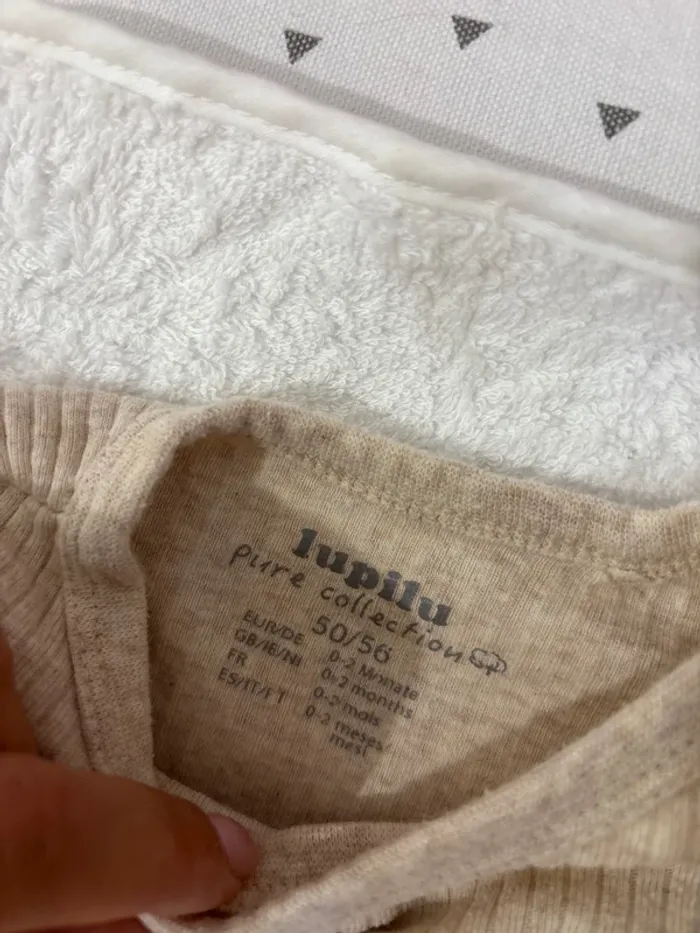 lupilu
pure collection
50/56
EUR/DE 0-2 Monate
GB/IE/NI 0-2 months
FR 0-2 mois
ES/IT/PT 0-2 meses/
mesi